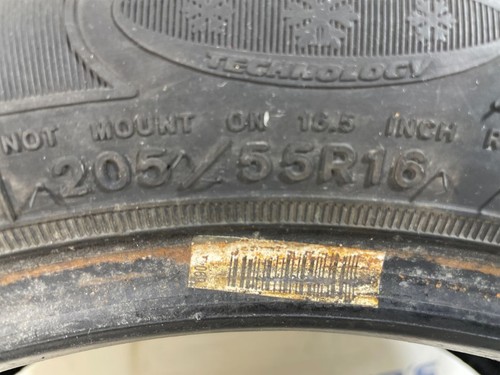 TECHNOLOGY
NOT MOUNT ON 16.5 INCH R
205/55R16